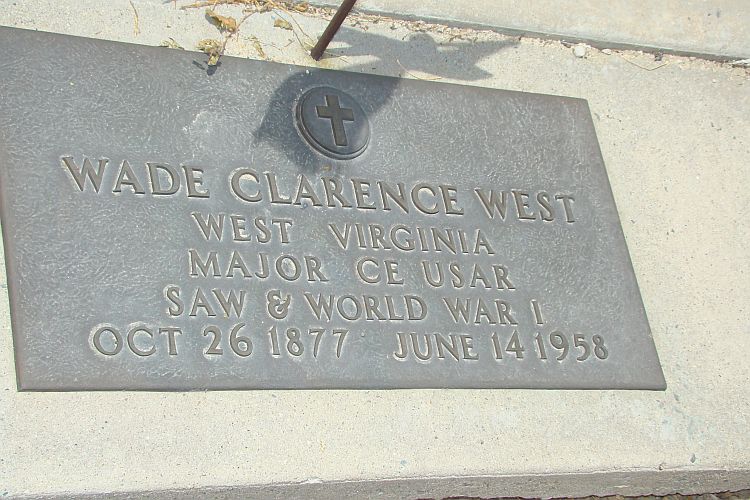 WADE CLARENCE WEST
WEST VIRGINIA
MAJOR CE USAR
SAW & WORLD WAR I
OCT 26 1877 JUNE 14 1958